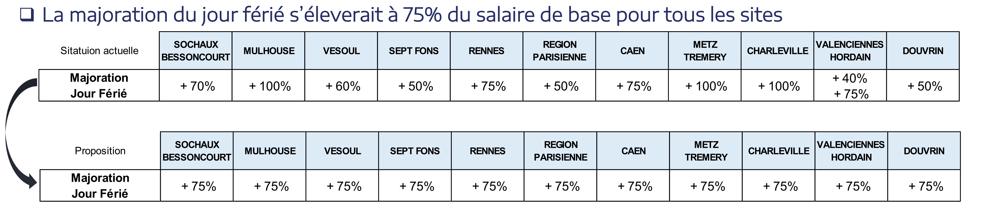 La majoration du jour férié s’éleverait à 75% du salaire de base pour tous les sites
Sitatuion actuelle
SOCHAUX
BESSONCOURT
MULHOUSE
VESOUL
SEPT FONS
RENNES
REGION
PARISIENNE
CAEN
METZ
TREMERY
CHARLEVILLE
VALENCIENNES
HORDAIN
DOUVRIN
Majoration
Jour Férié
+ 70%
+ 100%
+ 60%
+ 50%
+ 75%
+ 50%
+ 75%
+ 100%
+ 100%
+ 40%
+ 75%
+ 50%
Proposition
SOCHAUX
BESSONCOURT
MULHOUSE
VESOUL
SEPT FONS
RENNES
REGION
PARISIENNE
CAEN
METZ
TREMERY
CHARLEVILLE
VALENCIENNES
HORDAIN
DOUVRIN
Majoration
Jour Férié
+ 75%
+ 75%
+ 75%
+ 75%
+ 75%
+ 75%
+ 75%
+ 75%
+ 75%
+ 75%
+ 75%